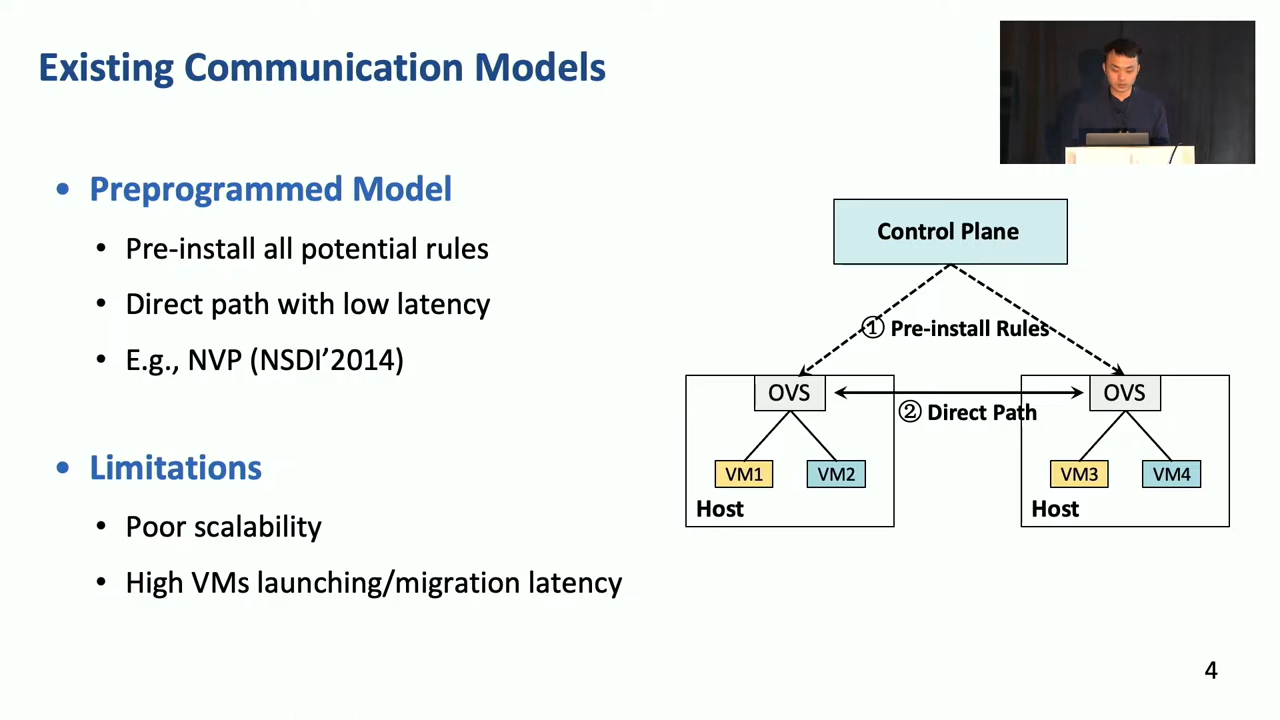 Existing Communication Models
• Preprogrammed Model
• Pre-install all potential rules
• Direct path with low latency
• E.g., NVP (NSDI’2014)
• Limitations
• Poor scalability
• High VMs launching/migration latency
Control Plane
① Pre-install Rules
OVS
OVS
② Direct Path
VM1
VM2
VM3
VM4
Host
Host
4